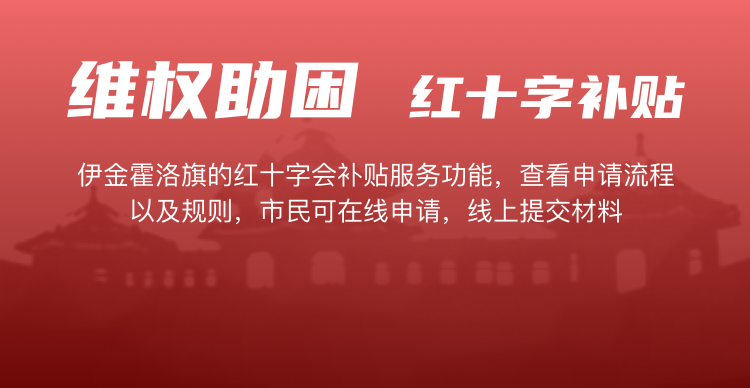 维权助困 红十字补贴
伊金霍洛旗的红十字会补贴服务功能，查看申请流程
以及规则，市民可在线申请，线上提交材料